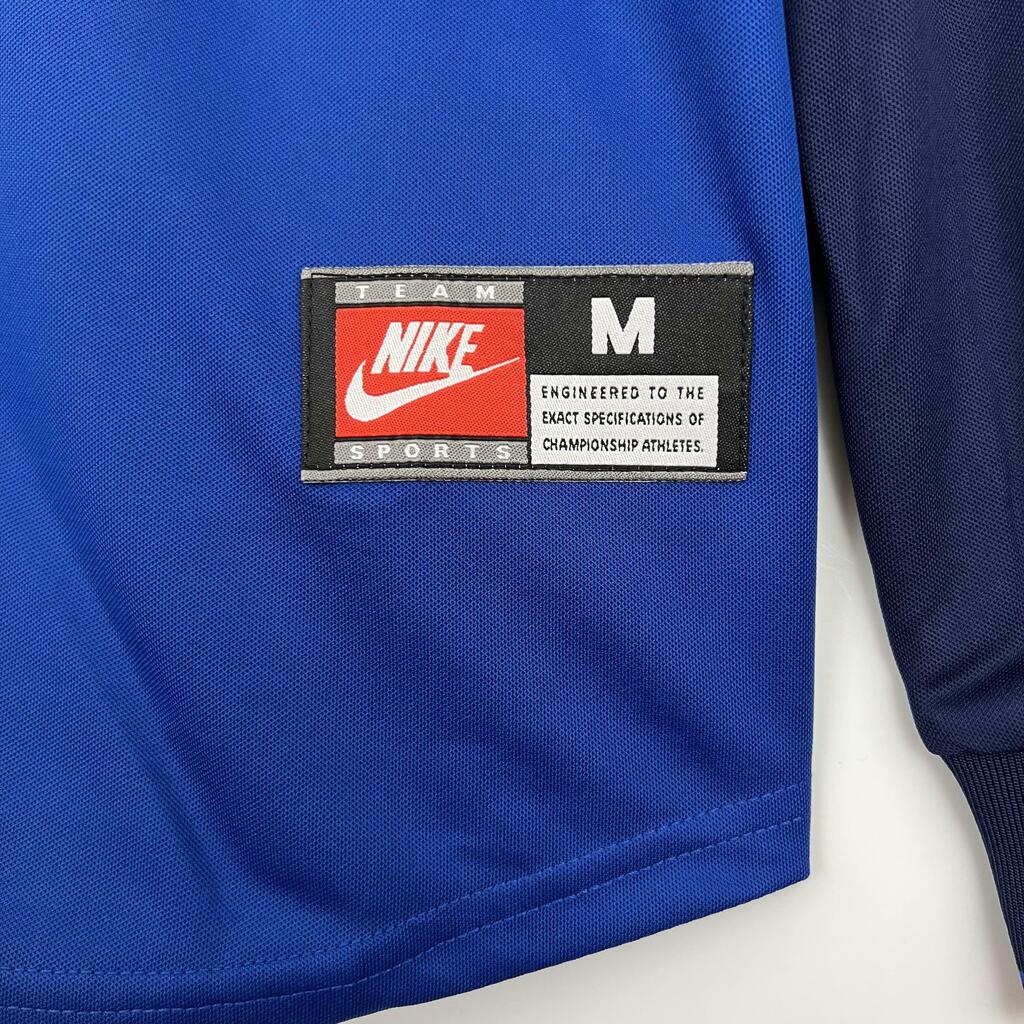 TEAM
NIKE
SPORTS
M
ENGINEERED TO THE
EXACT SPECIFICATIONS OF
CHAMPIONSHIP ATHLETES.